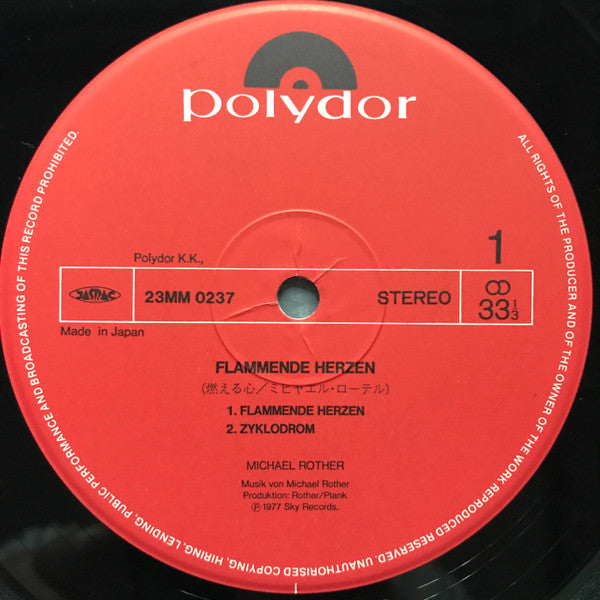 polydor
1
Polydor K.K.,
JASRAC
23MM 0237
STEREO
33 1/3
Made in Japan
FLAMMENDE HERZEN
(燃える心/ミヒャエル・ローテル)
1. FLAMMENDE HERZEN
2. ZYKLODROM
MICHAEL ROTHER
Musik von Michael Rother
Produktion: Rother/Plank
Ⓟ 1977 Sky Records.
ALL RIGHTS OF THE PRODUCER AND OF THE OWNER OF THE WORK REPRODUCED RESERVED. UNAUTHORISED COPYING, HIRING, LENDING, PUBLIC PERFORMANCE AND BROADCASTING OF THIS RECORD PROHIBITED.